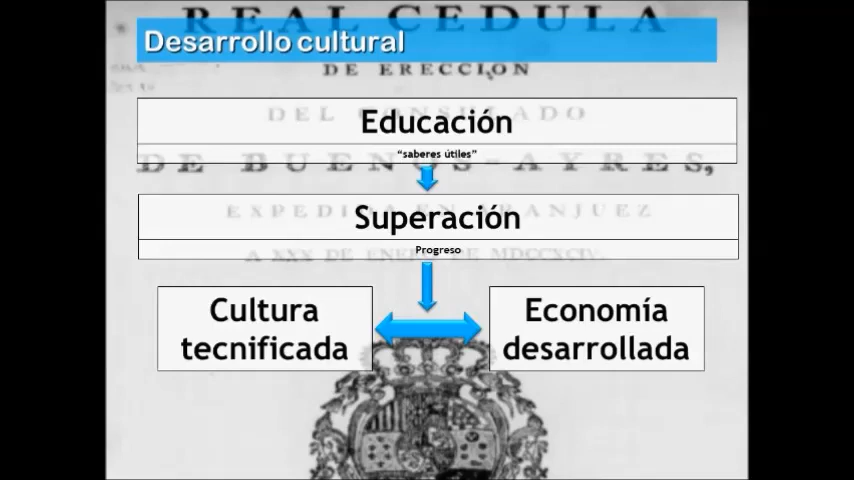 REAL CEDULA
Desarrollo cultural
DE ERECCION
DEL CONSULADO
Educación
“saberes útiles”
DE BUENOS-AYRES,
EXPEDIDA EN ARANJUEZ
Superación
Progreso
A XXX DE ENERO DE MDCCXCIV.
Cultura
tecnificada
Economía
desarrollada